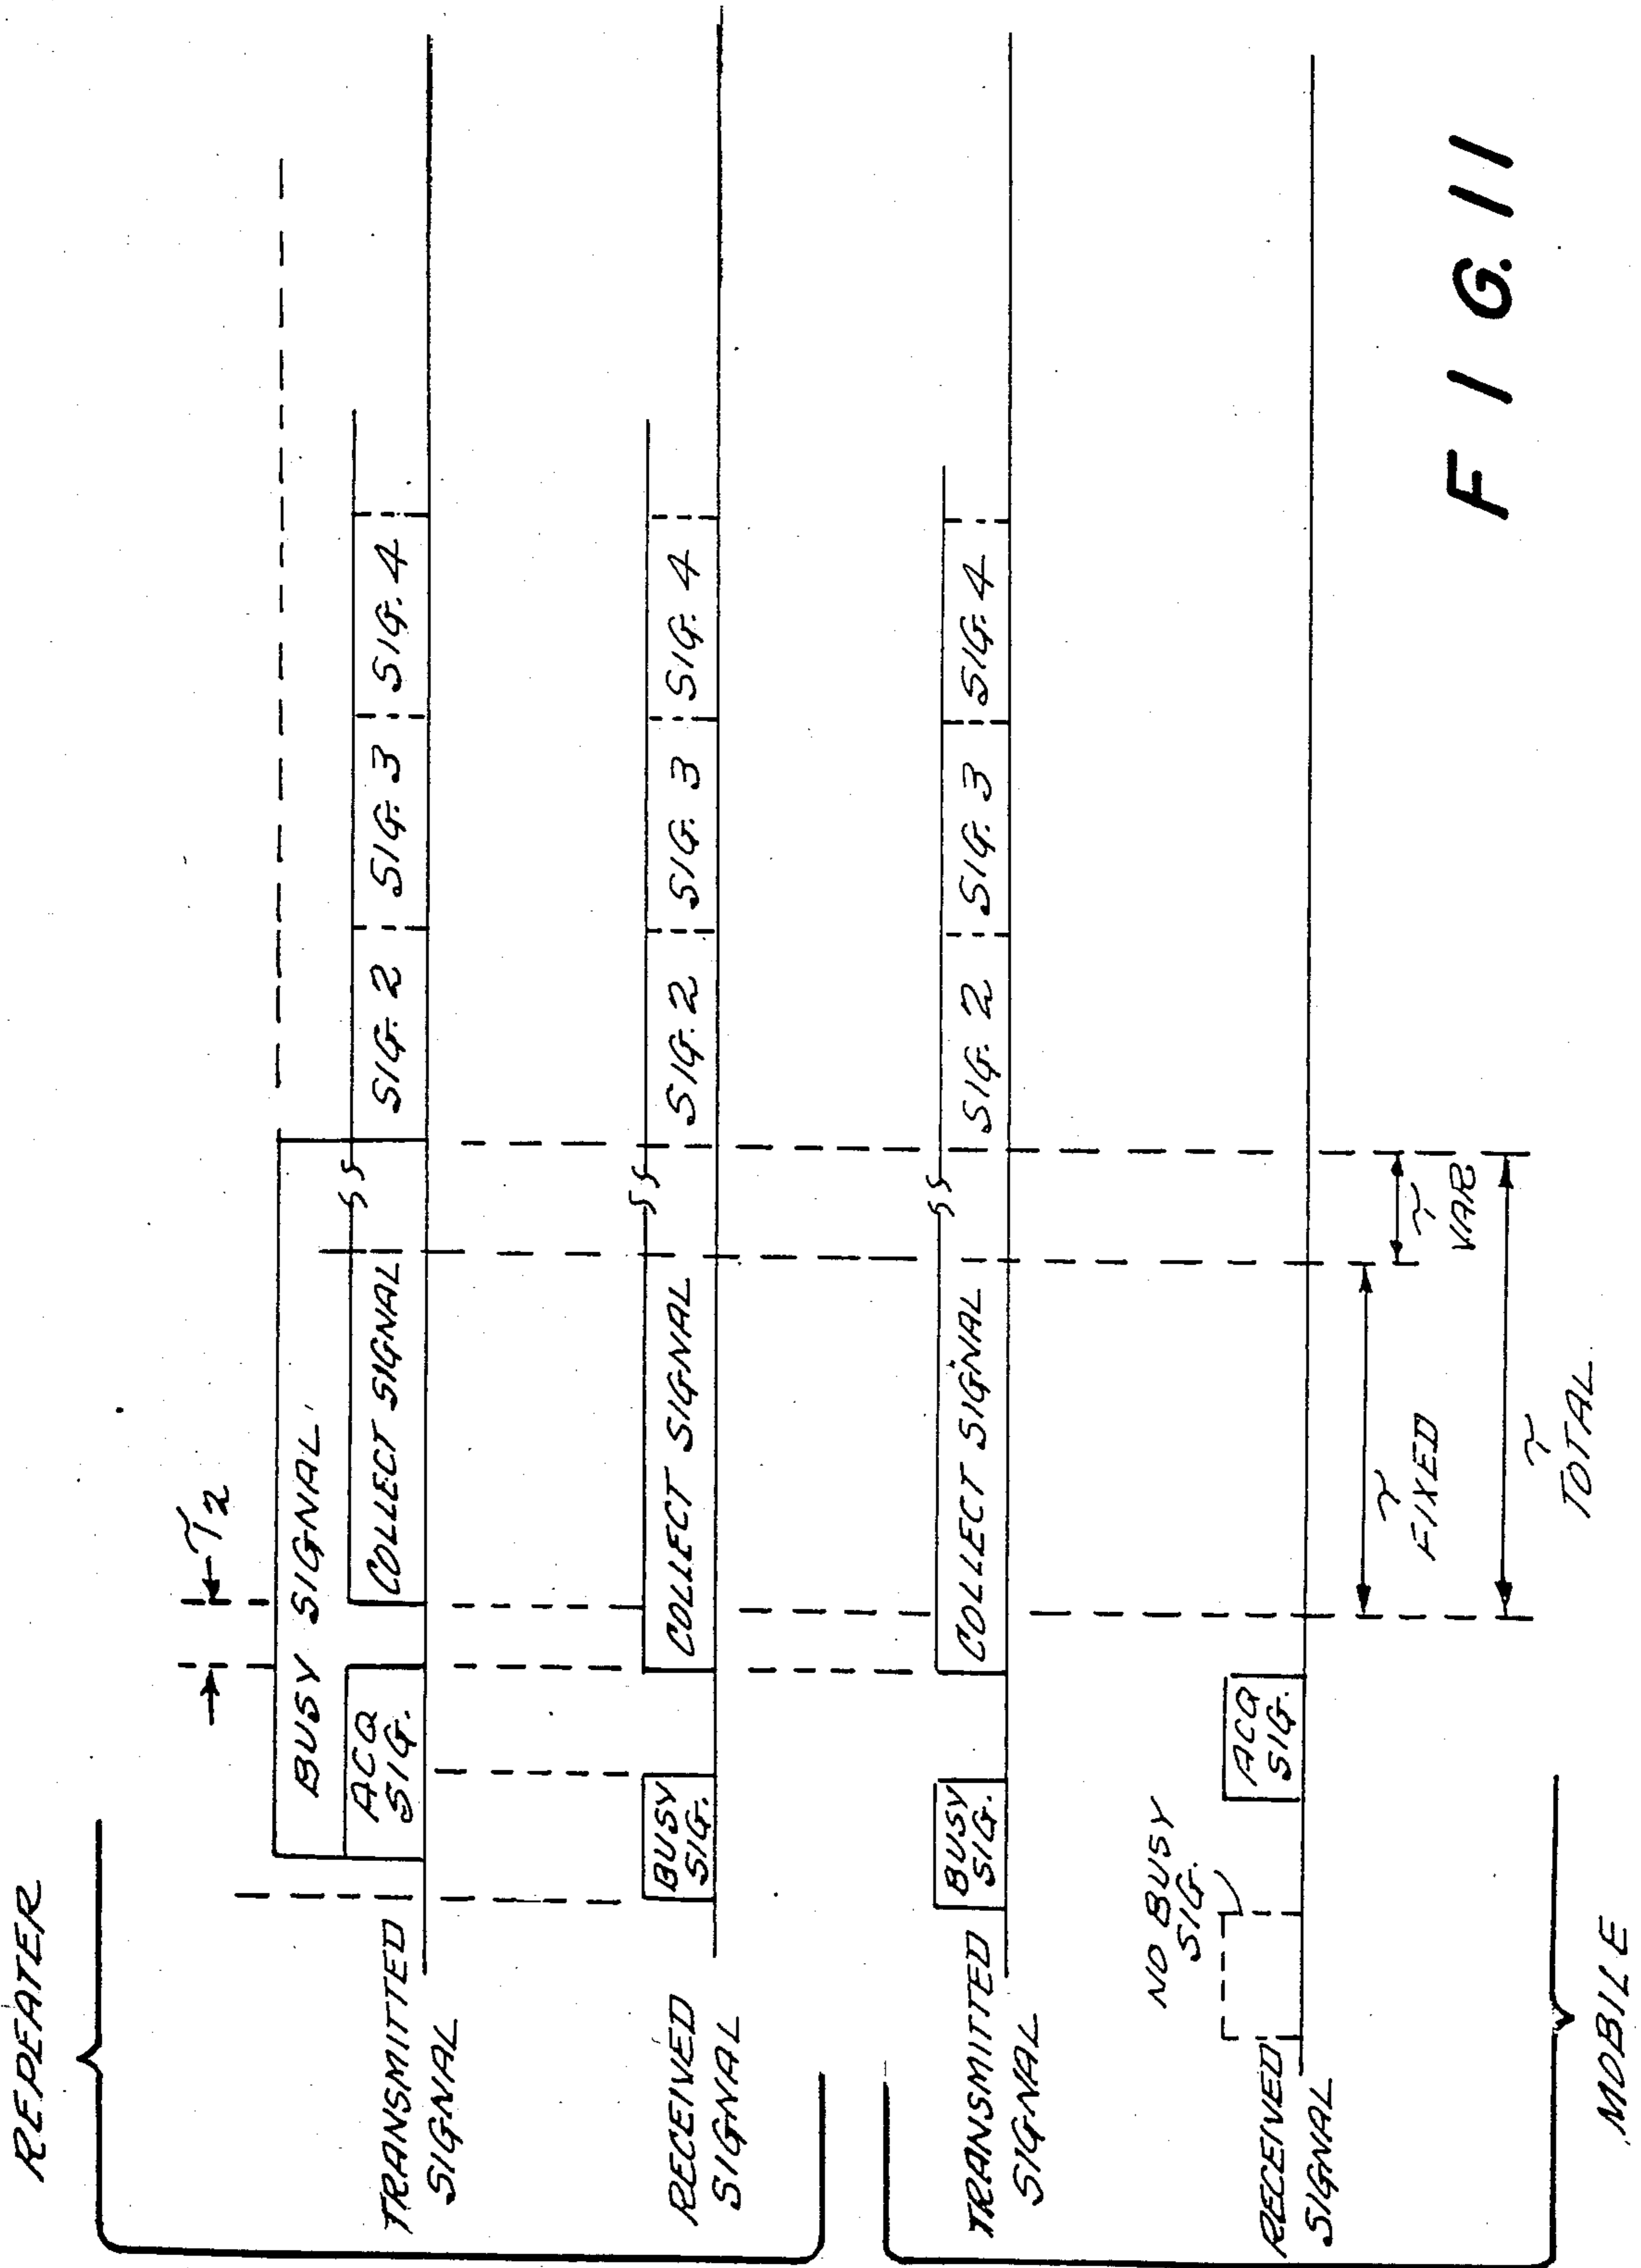 REPEATER
TRANSMITTED
SIGNAL
BUSY SIGNAL
T2
ACQ
SIG.
COLLECT SIGNAL
SIG. 2
SIG. 3
SIG. 4
RECEIVED
SIGNAL
BUSY
SIG.
COLLECT SIGNAL
SIG. 2
SIG. 3
SIG. 4
MOBILE
TRANSMITTED
SIGNAL
BUSY
SIG.
COLLECT SIGNAL
SIG. 2
SIG. 3
SIG. 4
RECEIVED
SIGNAL
NO BUSY
SIG.
ACQ
SIG.
τ
FIXED
τ
VAR
τ
TOTAL
FIG. 11